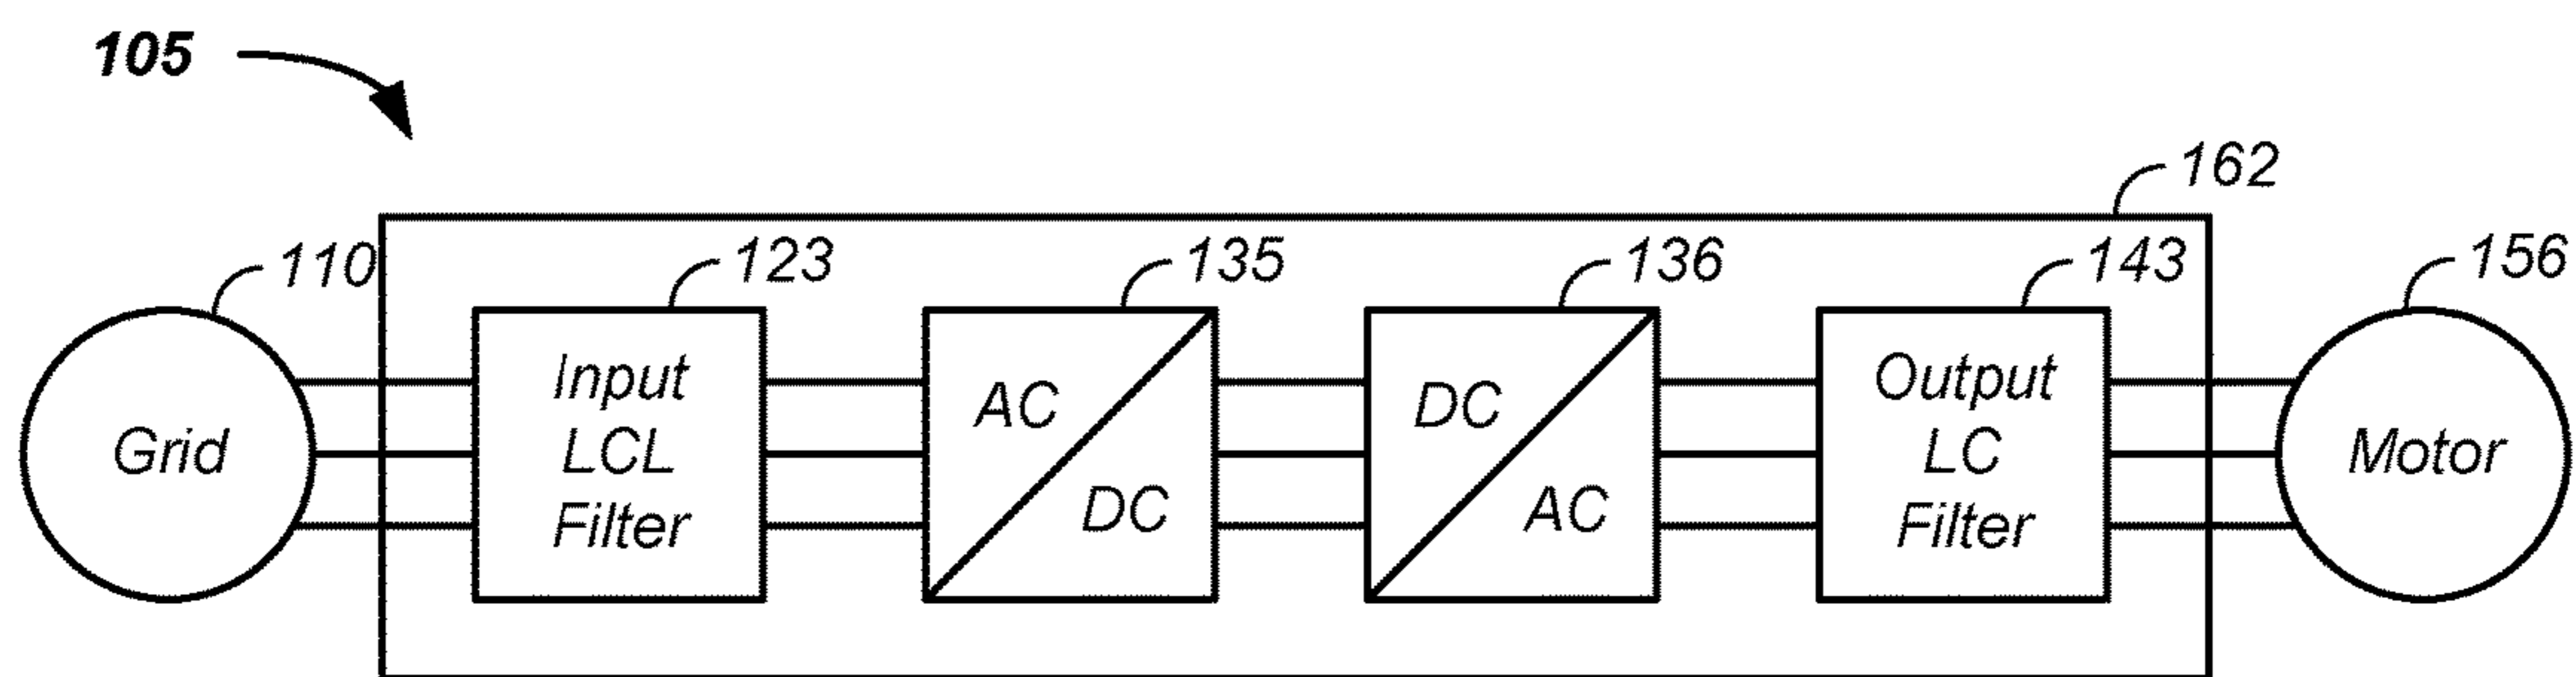 105
162
110
123
135
136
143
156
Grid
Input
LCL
Filter
AC
DC
DC
AC
Output
LC
Filter
Motor